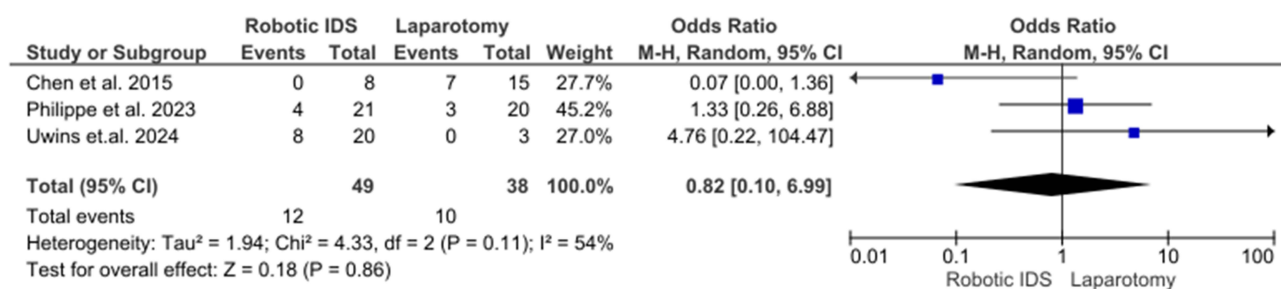 Robotic IDS Laparotomy Odds Ratio Odds Ratio
Study or Subgroup Events Total Events Total Weight M-H, Random, 95% CI M-H, Random, 95% CI
Chen et al. 2015 0 8 7 15 27.7% 0.07 [0.00, 1.36]
Philippe et al. 2023 4 21 3 20 45.2% 1.33 [0.26, 6.88]
Uwins et.al. 2024 8 20 0 3 27.0% 4.76 [0.22, 104.47]
Total (95% CI) 49 38 100.0% 0.82 [0.10, 6.99]
Total events 12 10
Heterogeneity: Tau² = 1.94; Chi² = 4.33, df = 2 (P = 0.11); I² = 54%
Test for overall effect: Z = 0.18 (P = 0.86)
0.01 0.1 1 10 100
Robotic IDS Laparotomy